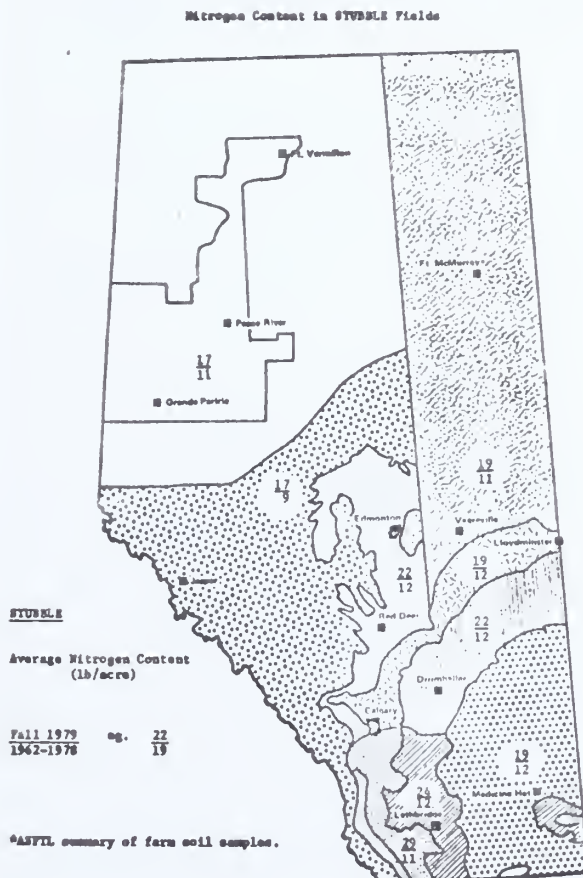 Nitrogen Content in STUBBLE Fields
Ft. Vermilion
Ft. McMurray
Peace River
17
11
Grande Prairie
17
9
19
11
Edmonton
Vegreville
Lloydminster
19
12
22
12
Jasper
STUBBLE
Red Deer
22
12
Average Nitrogen Content
(lb/acre)
Drumheller
Calgary
Fall 1979 eg. 22
1962-1978 19
19
12
24
12
Medicine Hat
Lethbridge
*ASFTL summary of farm soil samples.
11